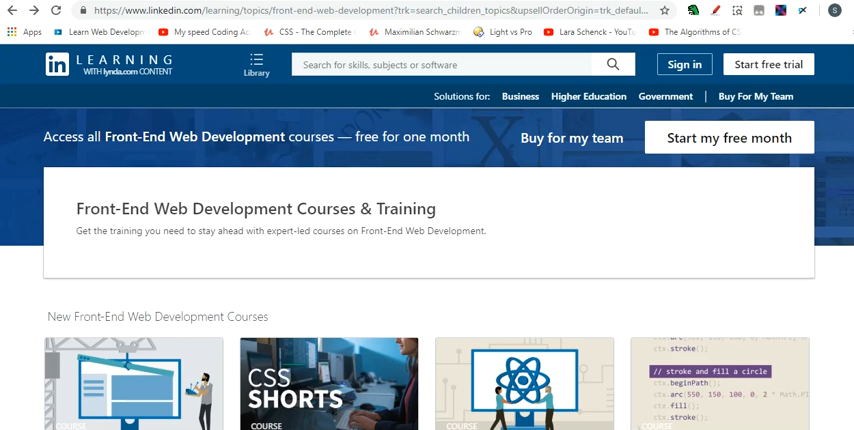 https://www.linkedin.com/learning/topics/front-end-web-development?trk=search_children_topics&upsellOrderOrigin=trk_defaul...
Apps Learn Web Developm My speed Coding Ac CSS - The Complete Maximilian Schwarzm Light vs Pro Lara Schenck - YouTu The Algorithms of CS
in LEARNING
WITH lynda.com CONTENT
Library
Search for skills, subjects or software
Sign in
Start free trial
Solutions for: Business Higher Education Government | Buy For My Team
Access all Front-End Web Development courses — free for one month
Buy for my team
Start my free month
Front-End Web Development Courses & Training
Get the training you need to stay ahead with expert-led courses on Front-End Web Development.
New Front-End Web Development Courses
COURSE
CSS
SHORTS
COURSE
COURSE
ctx.stroke();
// stroke and fill a circle
ctx.beginPath();
ctx.arc(550, 150, 100, 0, 2 * Math.PI
ctx.fill();
ctx.stroke();
COURSE